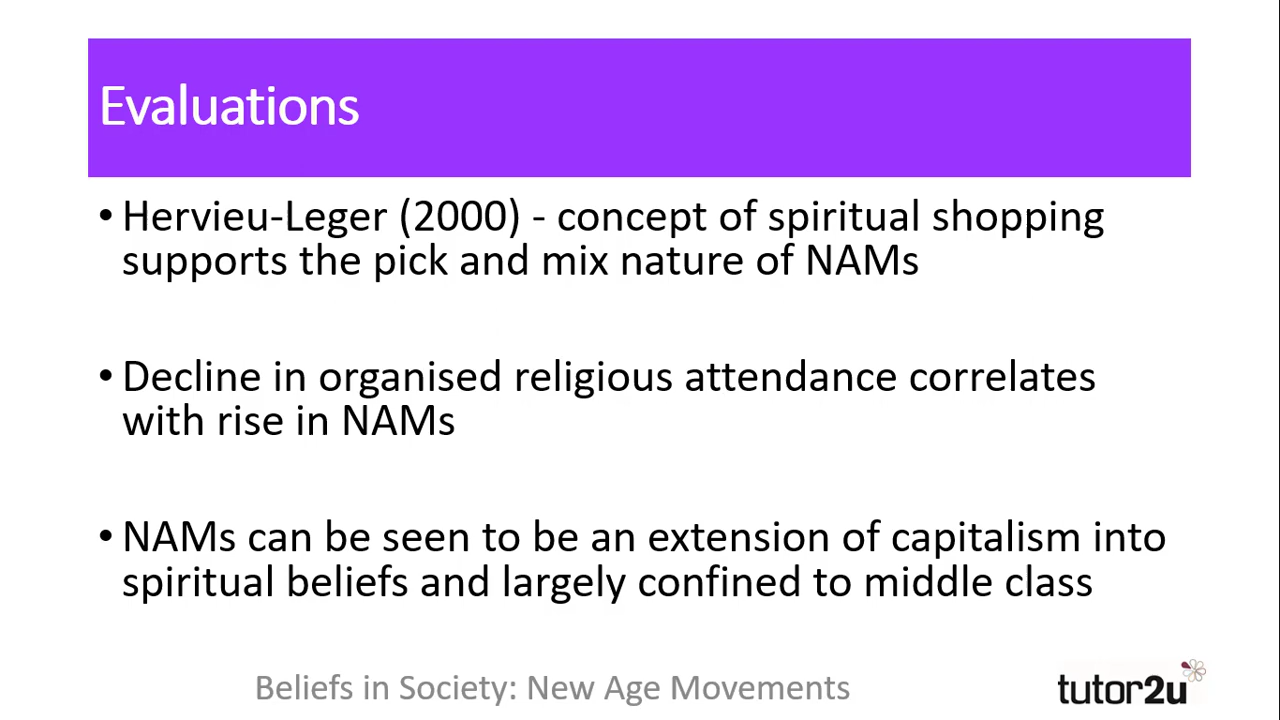 Evaluations
• Hervieu-Leger (2000) - concept of spiritual shopping
supports the pick and mix nature of NAMs
• Decline in organised religious attendance correlates
with rise in NAMs
• NAMs can be seen to be an extension of capitalism into
spiritual beliefs and largely confined to middle class
Beliefs in Society: New Age Movements
tutor2u